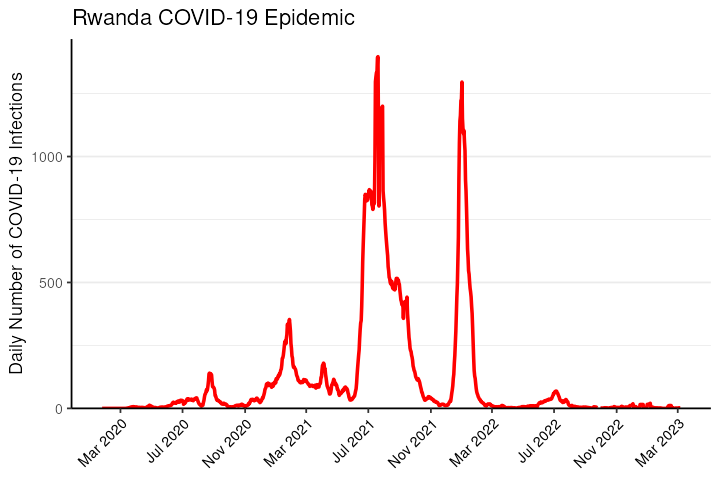 Rwanda COVID-19 Epidemic
Daily Number of COVID-19 Infections
1000
500
0
Mar 2020
Jul 2020
Nov 2020
Mar 2021
Jul 2021
Nov 2021
Mar 2022
Jul 2022
Nov 2022
Mar 2023